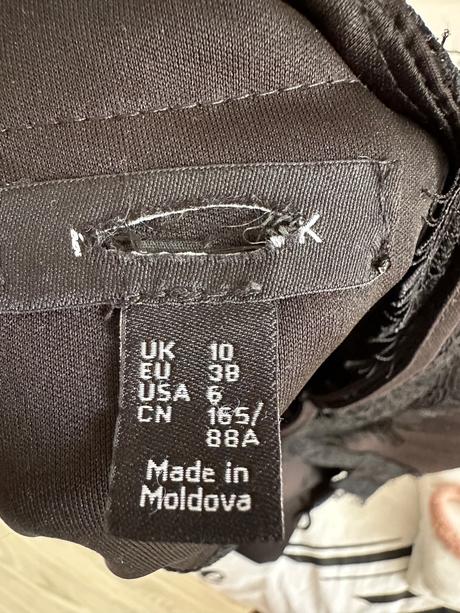 K
UK 10
EU 38
USA 6
CN 165/
88A
Made in
Moldova